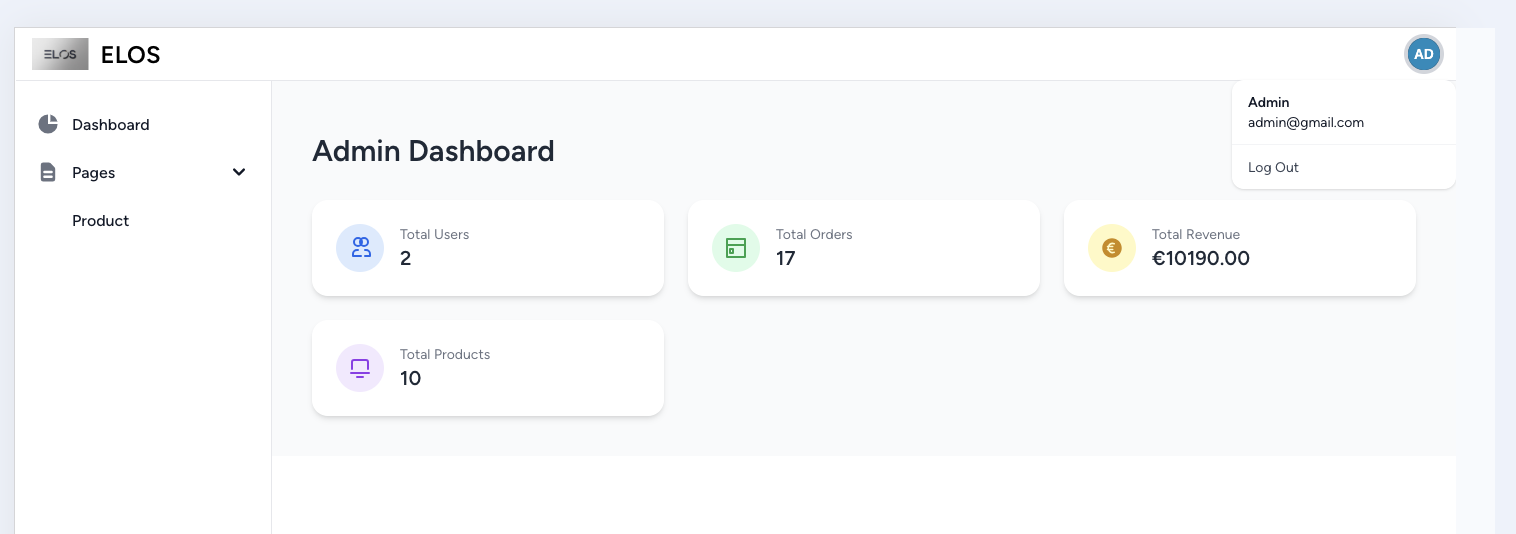 ELOS ELOS
AD
Admin
admin@gmail.com
Log Out
Dashboard
Pages
Product
Admin Dashboard
Total Users
2
Total Orders
17
Total Revenue
€10190.00
Total Products
10